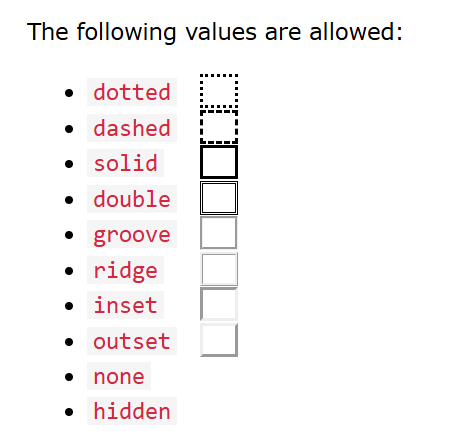 The following values are allowed:
dotted
dashed
solid
double
groove
ridge
inset
outset
none
hidden